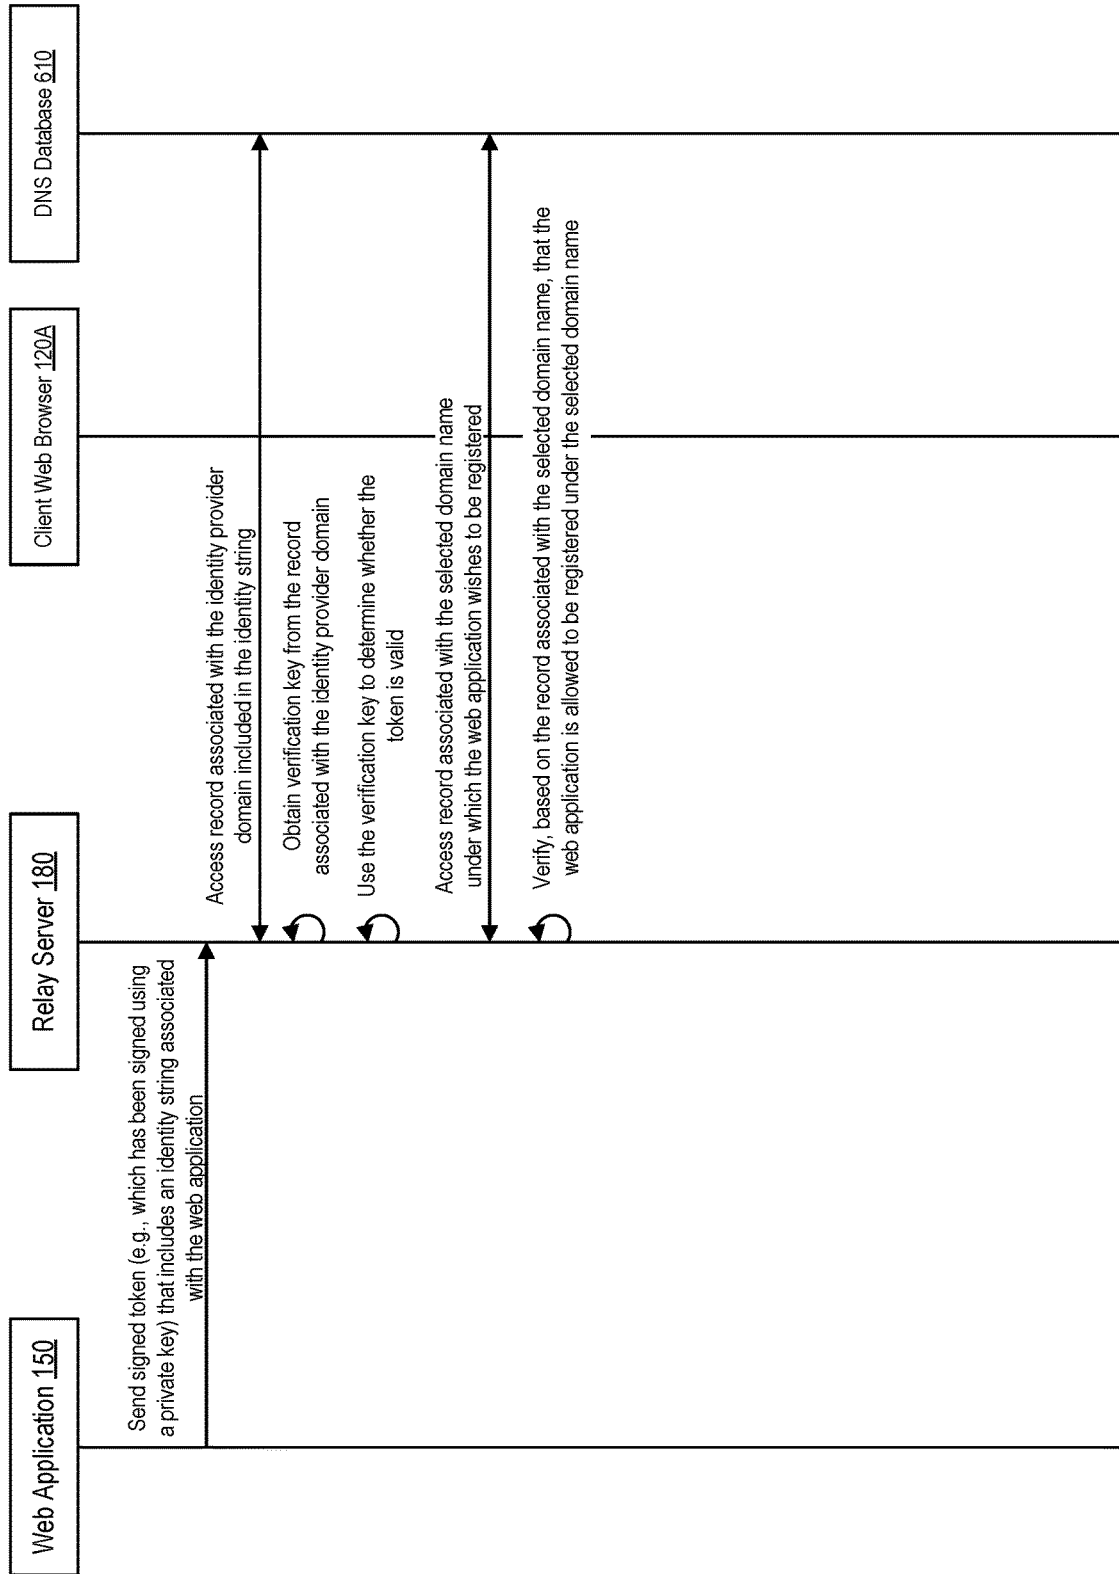 Web Application 150
Relay Server 180
Client Web Browser 120A
DNS Database 610
Send signed token (e.g., which has been signed using
a private key) that includes an identity string associated
with the web application
Access record associated with the identity provider
domain included in the identity string
Obtain verification key from the record
associated with the identity provider domain
Use the verification key to determine whether the
token is valid
Access record associated with the selected domain name
under which the web application wishes to be registered
Verify, based on the record associated with the selected domain name, that the
web application is allowed to be registered under the selected domain name